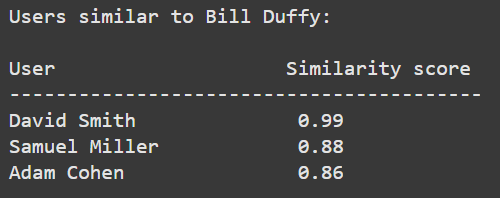 Users similar to Bill Duffy:
User Similarity score
-----------------------------------------
David Smith 0.99
Samuel Miller 0.88
Adam Cohen 0.86